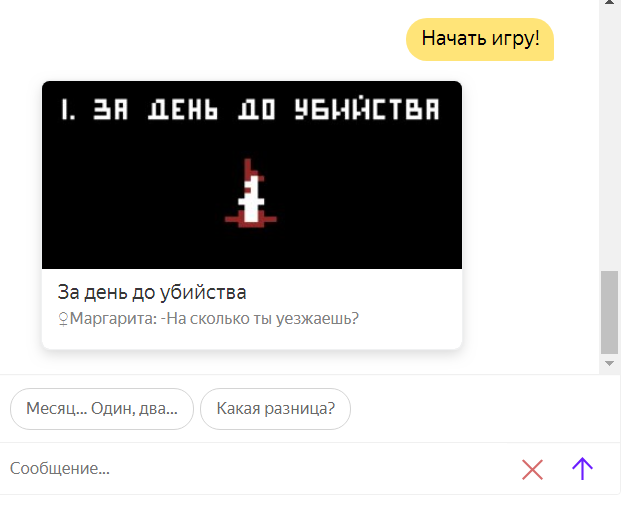 Начать игру!
1. ЗА ДЕНЬ ДО УБИЙСТВА
За день до убийства
♀Маргарита: -На сколько ты уезжаешь?
Месяц... Один, два...
Какая разница?
Сообщение...